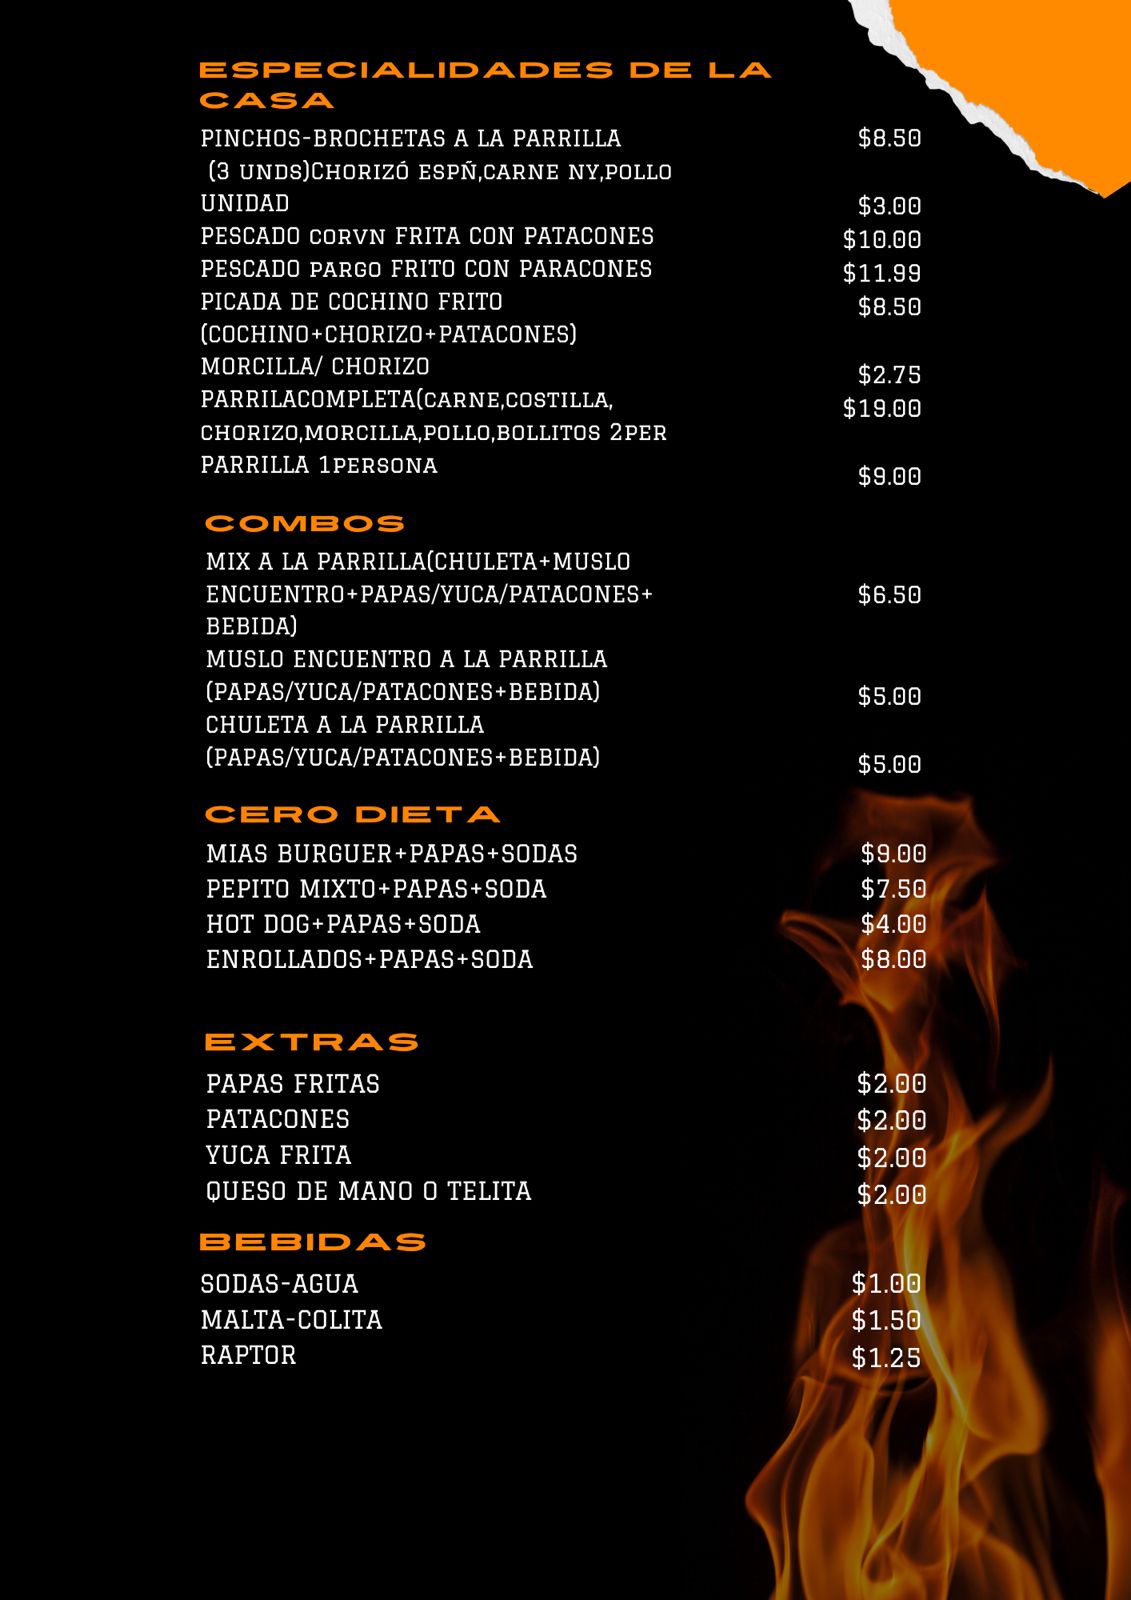 ESPECIALIDADES DE LA
CASA
PINCHOS-BROCHETAS A LA PARRILLA $8.50
(3 UNDS)CHORIZÓ ESPÑ,CARNE NY,POLLO
UNIDAD $3.00
PESCADO CORVN FRITA CON PATACONES $10.00
PESCADO PARGO FRITO CON PARACONES $11.99
PICADA DE COCHINO FRITO $8.50
(COCHINO+CHORIZO+PATACONES)
MORCILLA/ CHORIZO $2.75
PARRILACOMPLETA(CARNE,COSTILLA, $19.00
CHORIZO,MORCILLA,POLLO,BOLLITOS 2PER
PARRILLA 1PERSONA $9.00
COMBOS
MIX A LA PARRILLA(CHULETA+MUSLO
ENCUENTRO+PAPAS/YUCA/PATACONES+ $6.50
BEBIDA)
MUSLO ENCUENTRO A LA PARRILLA
(PAPAS/YUCA/PATACONES+BEBIDA) $5.00
CHULETA A LA PARRILLA
(PAPAS/YUCA/PATACONES+BEBIDA) $5.00
CERO DIETA
MIAS BURGUER+PAPAS+SODAS $9.00
PEPITO MIXTO+PAPAS+SODA $7.50
HOT DOG+PAPAS+SODA $4.00
ENROLLADOS+PAPAS+SODA $8.00
EXTRAS
PAPAS FRITAS $2.00
PATACONES $2.00
YUCA FRITA $2.00
QUESO DE MANO O TELITA $2.00
BEBIDAS
SODAS-AGUA $1.00
MALTA-COLITA $1.50
RAPTOR $1.25